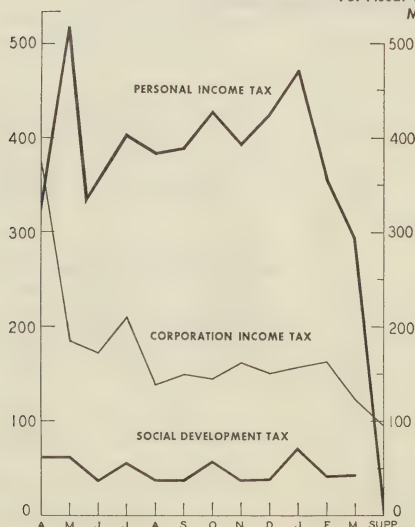 M
500
500
PERSONAL INCOME TAX
400
400
300
300
200
200
CORPORATION INCOME TAX
100
100
SOCIAL DEVELOPMENT TAX
0
0
A M J J A S O N D J F M SUPP.